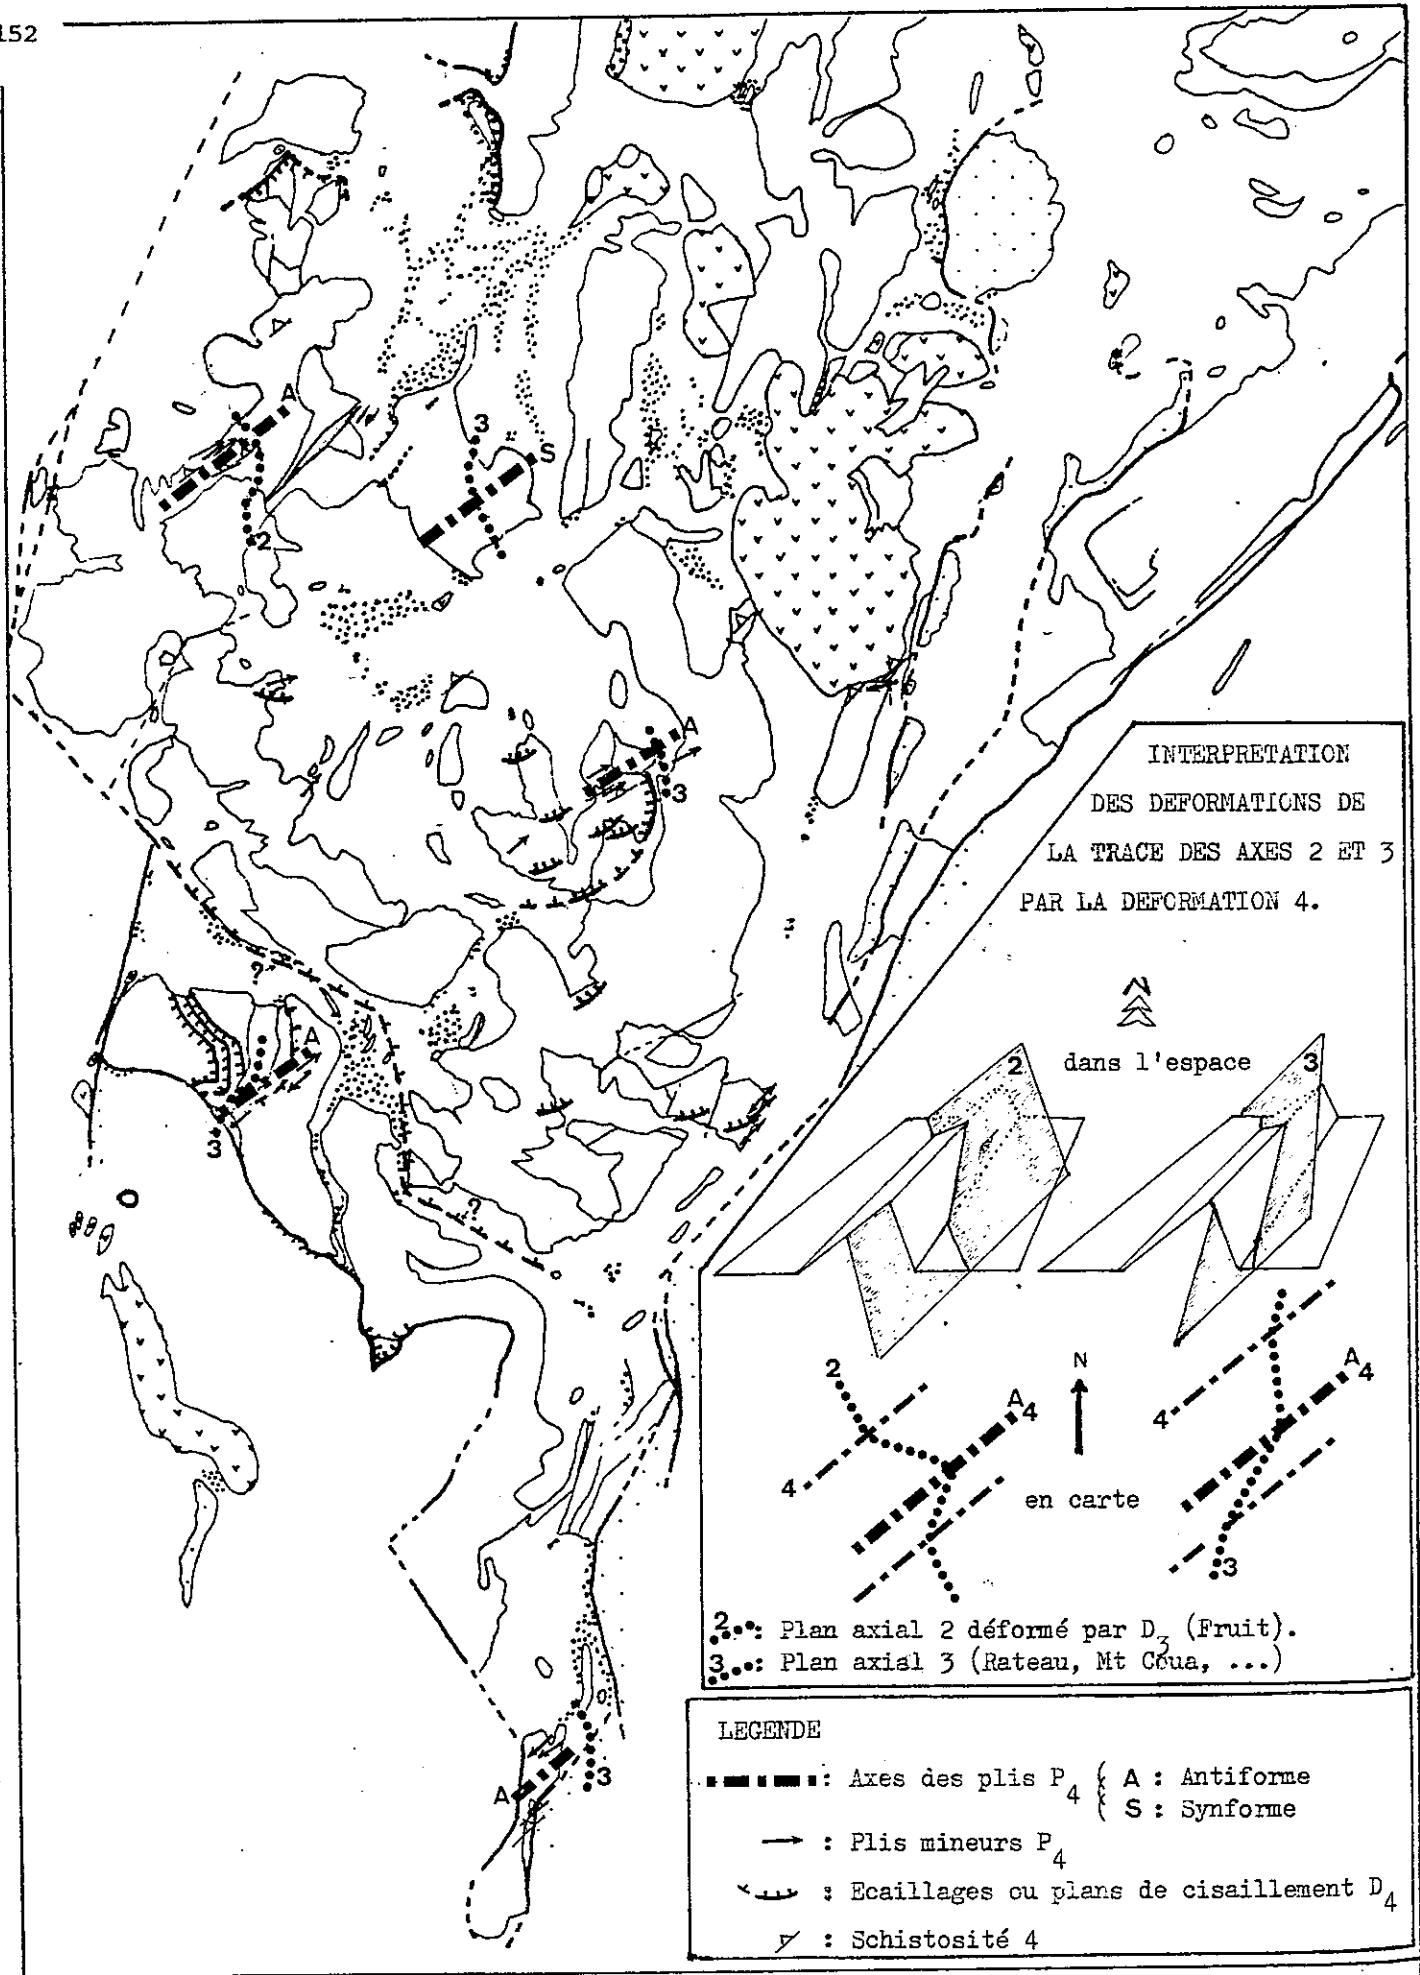 152
A
2
3
S
A
3
?
A
3
?
A
3
INTERPRETATION
DES DEFORMATIONS DE
LA TRACE DES AXES 2 ET 3
PAR LA DEFORMATION 4.
N
dans l'espace
2
3
2
4
A4
N
en carte
4
A4
3
2 : Plan axial 2 déformé par D3 (Fruit).
3 : Plan axial 3 (Rateau, Mt Coua, ...)
LEGENDE
: Axes des plis P4 ( A : Antiforme
( S : Synforme
: Plis mineurs P4
: Ecaillages ou plans de cisaillement D4
: Schistosité 4